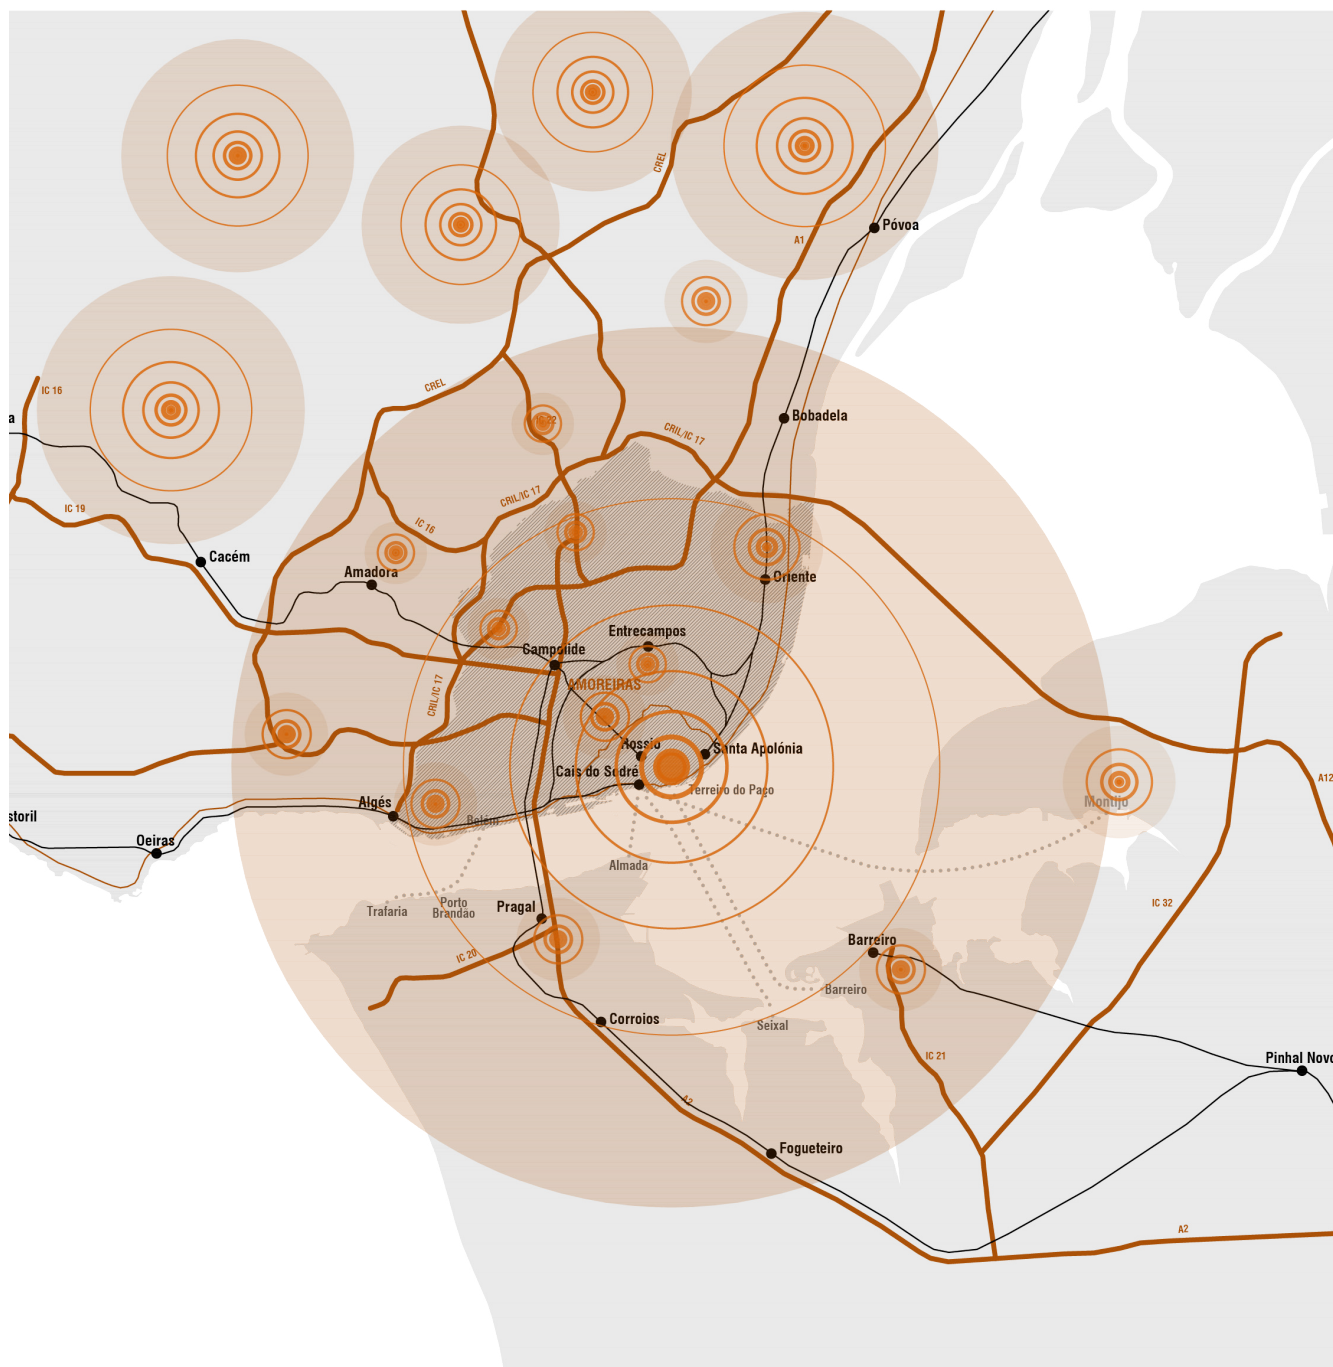 CREL
Póvoa
A1
IC 16
CREL
a
Bobadela
IC 22
CRIL/IC 17
CRIL/IC 17
IC 19
IC 16
Cacém
Amadora
Oriente
Entrecampos
Campolide
AMOREIRAS
CRIL/IC 17
Rossio
Santa Apolónia
Cais do Sodré
A12
Terreiro do Paço
Algés
Montijo
storil
Belém
Oeiras
Almada
Trafaria
Porto
Brandão
Pragal
IC 32
Barreiro
IC 20
Barreiro
Corroios
Seixal
IC 21
Pinhal Novo
A2
Fogueteiro
A2